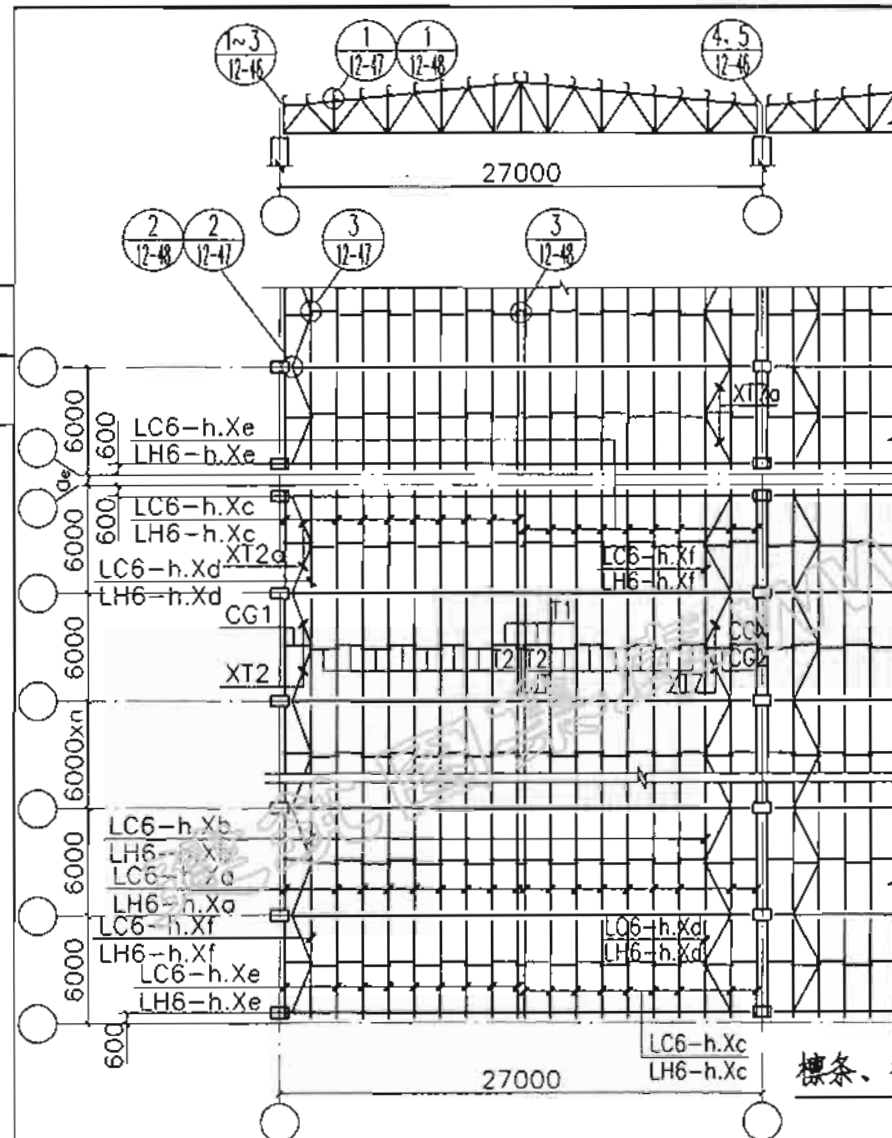 1~3
12-46
1
12-47
1
12-48
4、5
12-46
27000
2
12-48
2
12-47
3
12-47
3
12-48
XT2a
6000
600
LC6-h.Xe
LH6-h.Xe
ae
600
LC6-h.Xc
LH6-h.Xc
6000
XT2a
LC6-h.Xd
LH6-h.Xd
LC6-h.Xf
LH6-h.Xf
CG1
T1
6000
T2
T2
CG2
XT2
6000xn
LC6-h.Xb
LH6-h.Xb
6000
LC6-h.Xa
LH6-h.Xa
LC6-h.Xf
LH6-h.Xf
LC6-h.Xd
LH6-h.Xd
6000
LC6-h.Xe
LH6-h.Xe
600
LC6-h.Xc
LH6-h.Xc
27000
檩条、